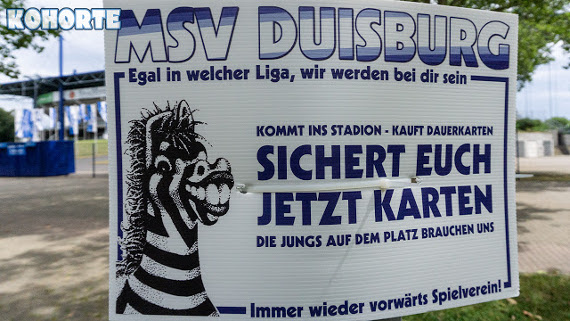 KOHORTE
MSV DUISBURG
Egal in welcher Liga, wir werden bei dir sein
KOMMT INS STADION - KAUFT DAUERKARTEN
SICHERT EUCH
JETZT KARTEN
DIE JUNGS AUF DEM PLATZ BRAUCHEN UNS
Immer wieder vorwärts Spielverein!